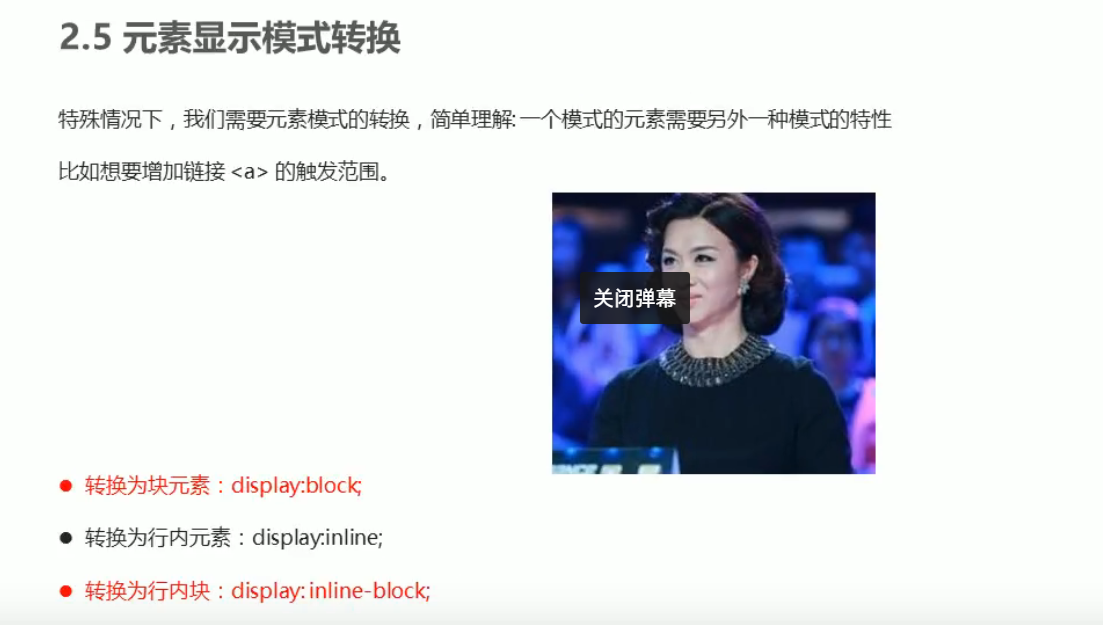 2.5 元素显示模式转换
特殊情况下，我们需要元素模式的转换，简单理解: 一个模式的元素需要另外一种模式的特性
比如想要增加链接 <a> 的触发范围。
关闭弹幕
● 转换为块元素：display:block;
● 转换为行内元素：display:inline;
● 转换为行内块：display: inline-block;